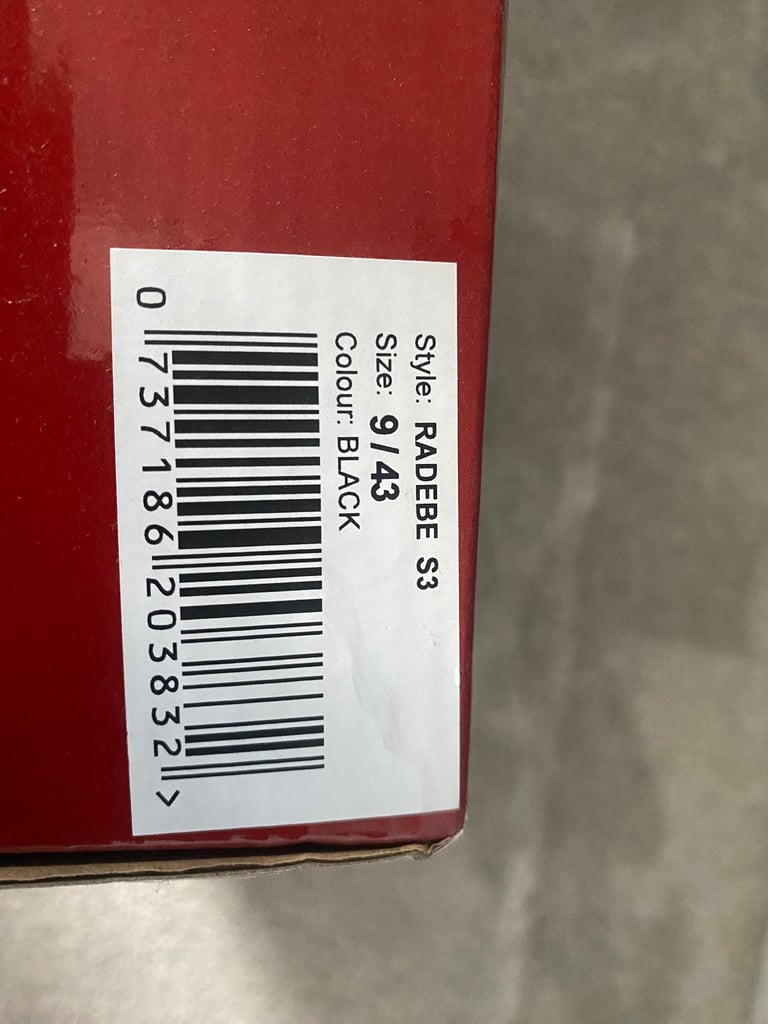 Style: RADEBE S3
Size: 9 / 43
Colour: BLACK
0 737186 203832 >